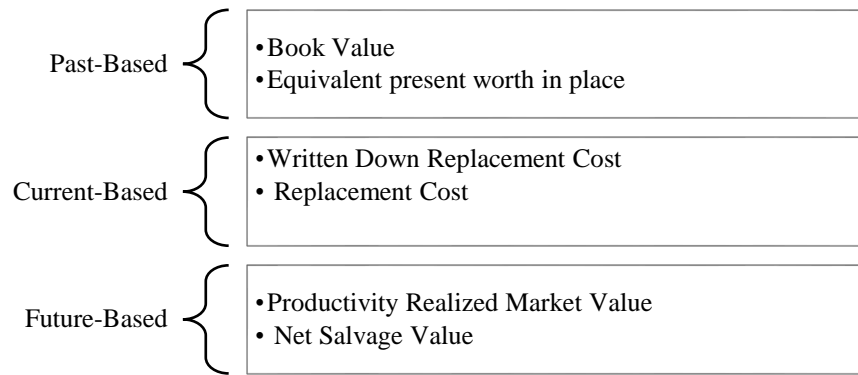 Past-Based
•Book Value
•Equivalent present worth in place
Current-Based
•Written Down Replacement Cost
• Replacement Cost
Future-Based
•Productivity Realized Market Value
• Net Salvage Value